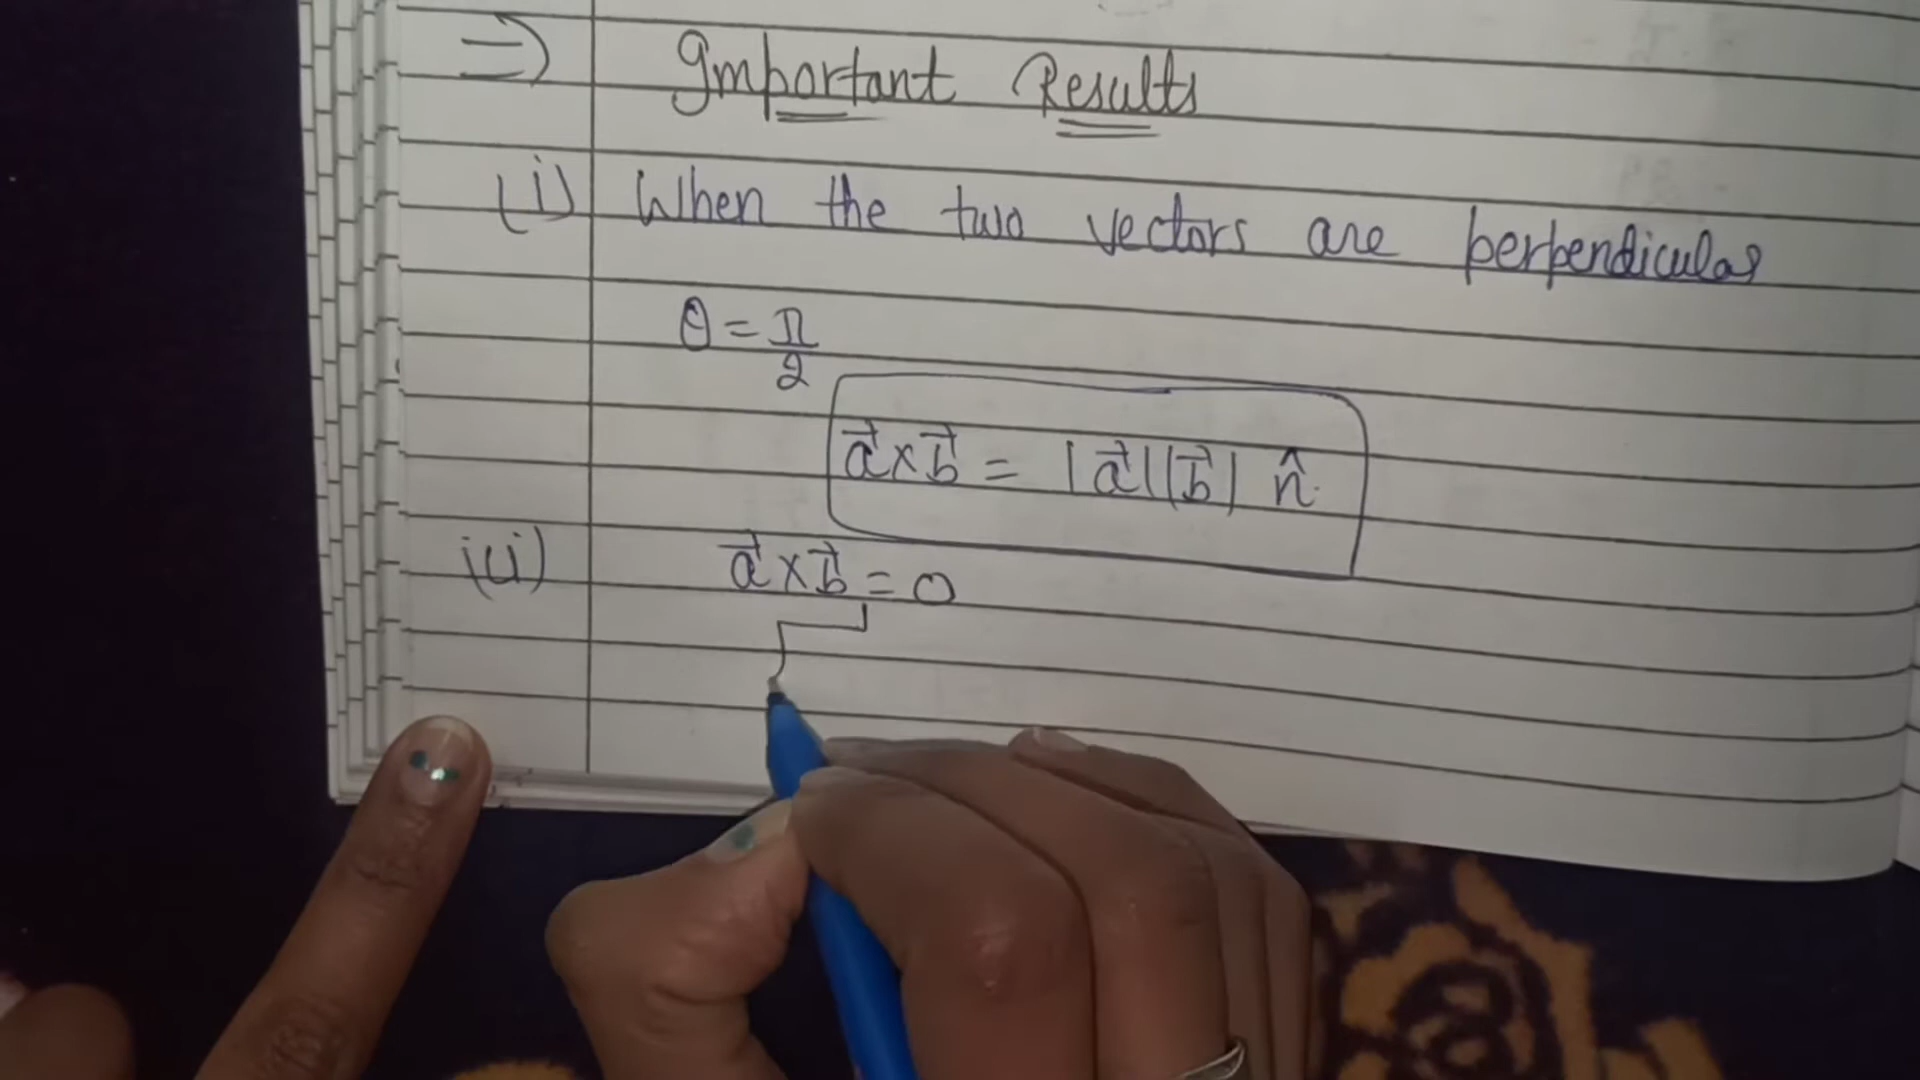 ⇒ Important Results
(i) When the two vectors are perpendicular
θ = π/2
a⃗ × b⃗ = |a⃗||b⃗| n̂
(ii) a⃗ × b⃗ = 0